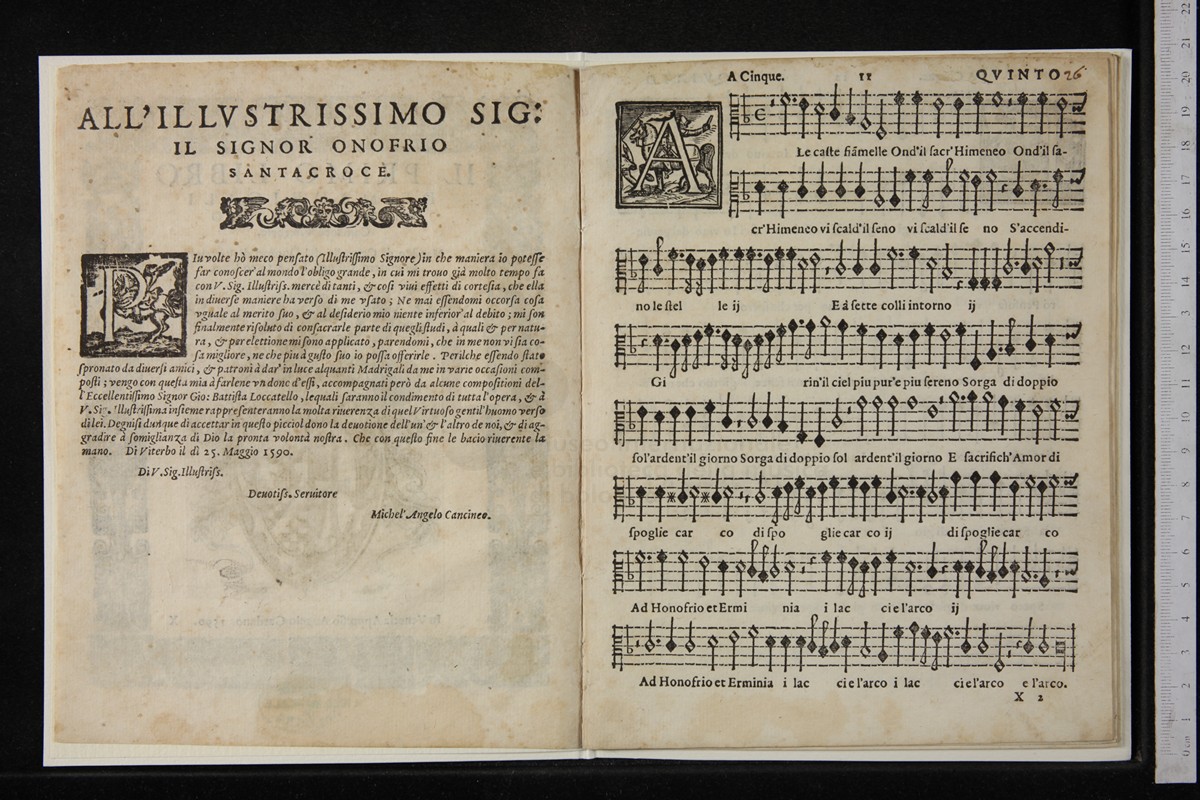 ALL'ILLVSTRISSIMO SIG:
IL SIGNOR ONOFRIO
SANTACROCE.
PIu volte hò meco pensato (Illustrissimo Signore) in che maniera io potesse
far conoscer al mondo l'obligo grande, in cui mi trouo già molto tempo fa
con V. Sig. Illustriss. mercè di tanti, & cosi viui effetti di cortesia, che ella
in diuerse maniere ha verso di me vsato; Ne mai essendomi occorsa cosa
vguale al merito suo, & al desiderio mio niente inferior'al debito; mi son
finalmente risoluto di consacrarle parte di quegli studi, à quali & per natu-
ra, & per elettione mi sono applicato, parendomi, che in me non vi sia co-
sa migliore, ne che piu à gusto suo io possa offerirle. Perilche essendo stato
spronato da diuersi amici, & patroni à dar' in luce alquanti Madrigali da me in varie occasioni com-
posti; vengo con questa mia à farlene vn dono d'essi, accompagnati però da alcune compositioni del-
l'Eccellentissimo Signor Gio: Battista Loccatello, lequali saranno il condimento di tutta l'opera, & à
V. Sig. Illustrissima insieme rappresenteranno la molta riuerenza di quel Virtuoso gentil'huomo verso
di lei. Degnisi dunque di accettar in questo picciol dono la deuotione dell'un' & l'altro de noi, & di ag-
gradire à somiglianza di Dio la pronta volontà nostra. Che con questo fine le bacio riuerente la
mano. Di Viterbo il dì 25. Maggio 1590.
Di V. Sig. Illustriss.
Deuotiss. Seruitore
Michel' Angelo Cancineo.
A Cinque. 11 QVINTO 26
A Le caste fiãmelle Ond'il sacr'Himeneo Ond'il sa-
cr'Himeneo vi scald'il seno vi scald'il se no S'accendi-
no le stel le ij E à sette colli intorno ij
Gi rin'il ciel piu pur'e piu sereno Sorga di doppio
sol'ardent'il giorno Sorga di doppio sol ardent'il giorno E sacrifich'Amor di
spoglie car co di spo glie car co ij di spoglie car co
Ad Honofrio et Ermi nia i lac ci e l'arco ij
Ad Honofrio et Erminia i lac ci e l'arco i lac ci e l'arco e l'arco.
X 2